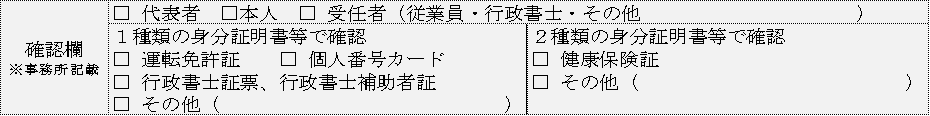 確認欄
※事務所記載
□ 代表者　□本人　□ 受任者（従業員・行政書士・その他　　　　　　　　　　　）
１種類の身分証明書等で確認
□ 運転免許証　　□ 個人番号カード
□ 行政書士証票、行政書士補助者証
□ その他（　　　　　　　　　　　　　　）
２種類の身分証明書等で確認
□ 健康保険証
□ その他（　　　　　　　　　　　　　）